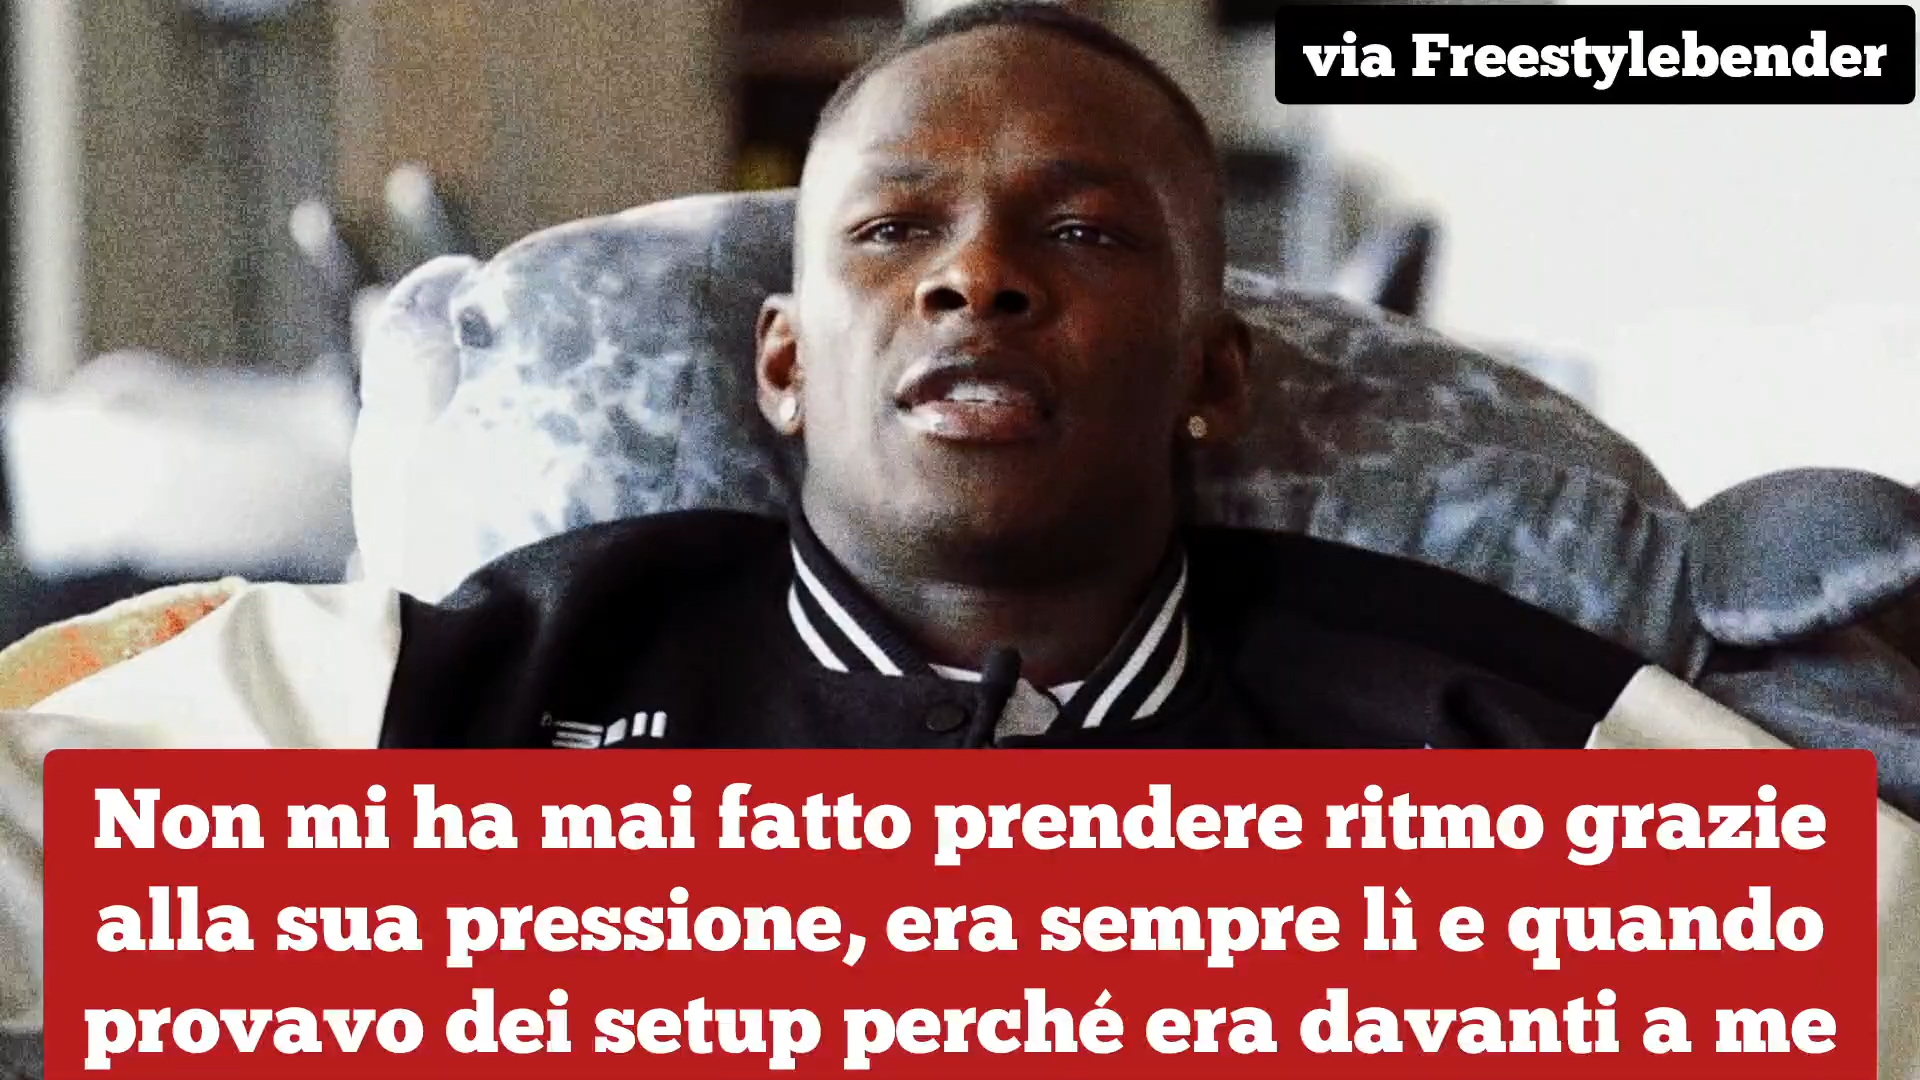 via Freestylebender
Non mi ha mai fatto prendere ritmo grazie
alla sua pressione, era sempre lì e quando
provavo dei setup perché era davanti a me